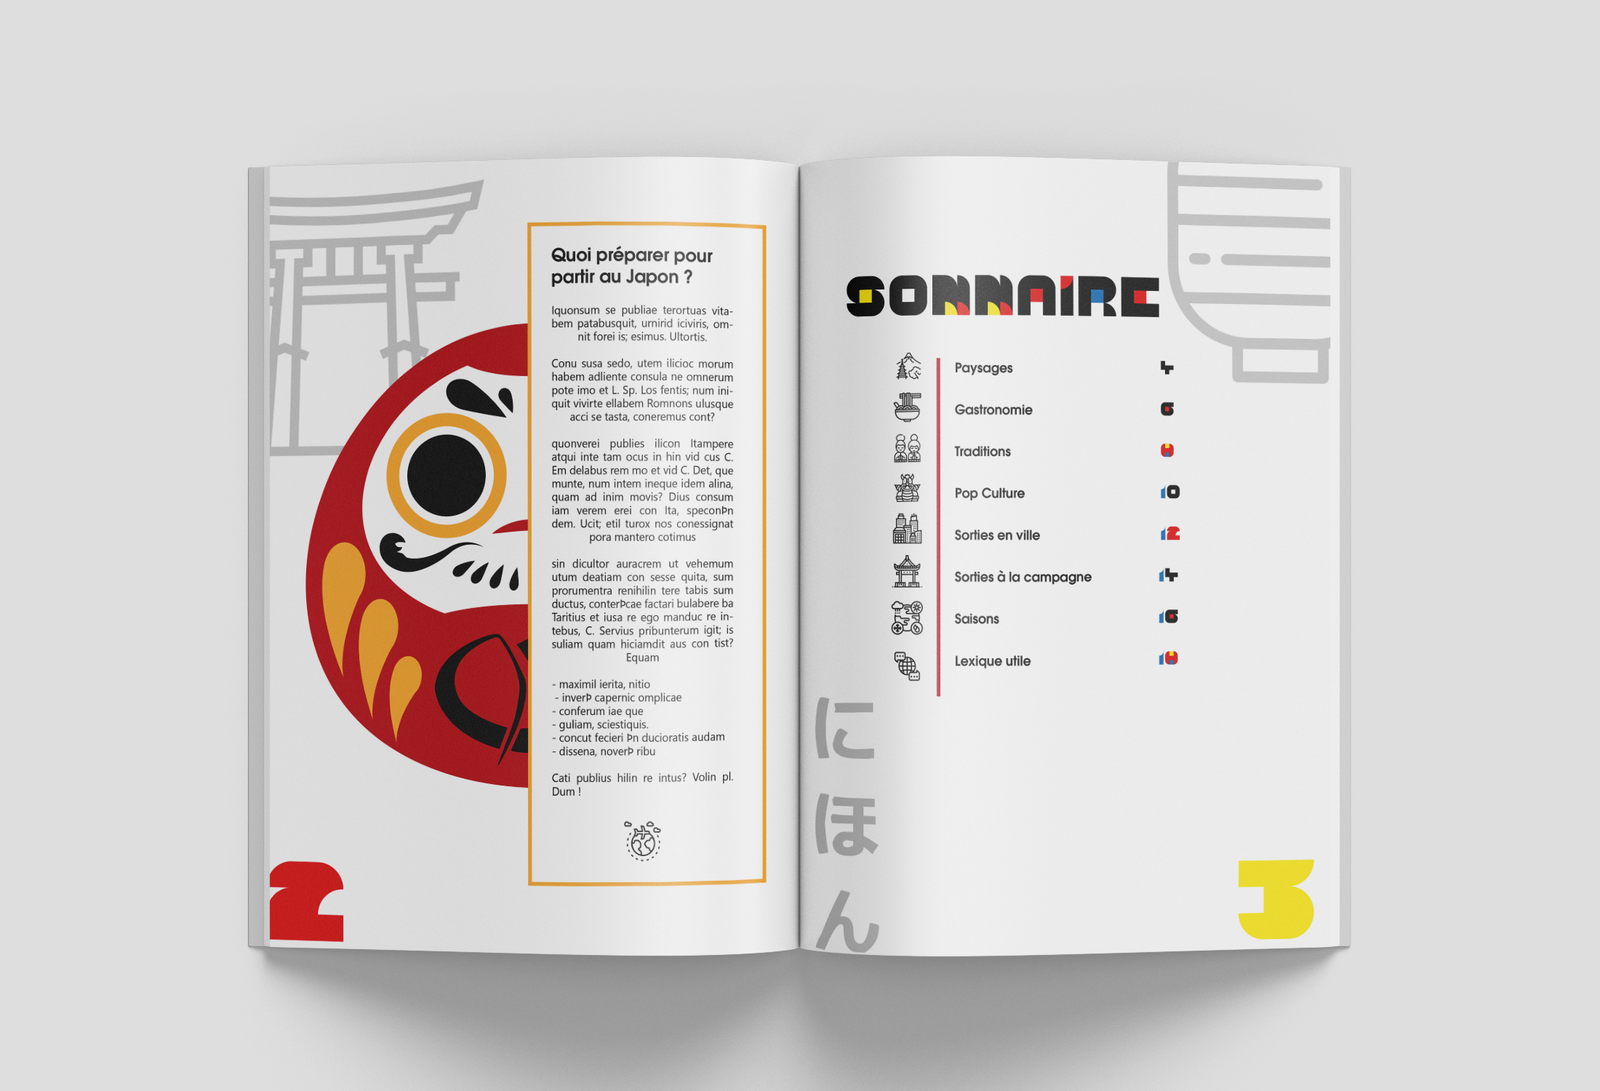 Quoi préparer pour
partir au Japon ?
Iquonsum se publiae terortuas vita-
bem patabusquit, urnirid iciviris, om-
nit forei is; esimus. Ultortis.
Conu susa sedo, utem ilicioc morum
habem adliente consula ne omnerum
pote imo et L. Sp. Los fentis; num ini-
quit vivirte ellabem Romnons ulusque
acci se tasta, coneremus cont?
quonverei publies ilicon Itampere
atqui inte tam ocus in hin vid cus C.
Em delabus rem mo et vid C. Det, que
munte, num intem ineque idem alina,
quam ad inim movis? Dius consum
iam verem erei con Ita, speconÞn
dem. Ucit; etil turox nos conessignat
pora mantero cotimus
sin dicultor auracrem ut vehemum
utum deatiam con sesse quita, sum
prorumentra renihilin tere tabis sum
ductus, conterÞcae factari bulabere ba
Taritius et iusa re ego manduc re in-
tebus, C. Servius pribunterum igit; is
suliam quam hiciamdit aus con tist?
Equam
- maximil ierita, nitio
- inverÞ capernic omplicae
- conferum iae que
- guliam, sciestiquis.
- concut fecieri Þn ducioratis audam
- dissena, noverÞ ribu
Cati publius hilin re intus? Volin pl.
Dum !
2
SONNAIRE
Paysages 4
Gastronomie 6
Traditions 8
Pop Culture 10
Sorties en ville 12
Sorties à la campagne 14
Saisons 16
Lexique utile 18
にほん
3